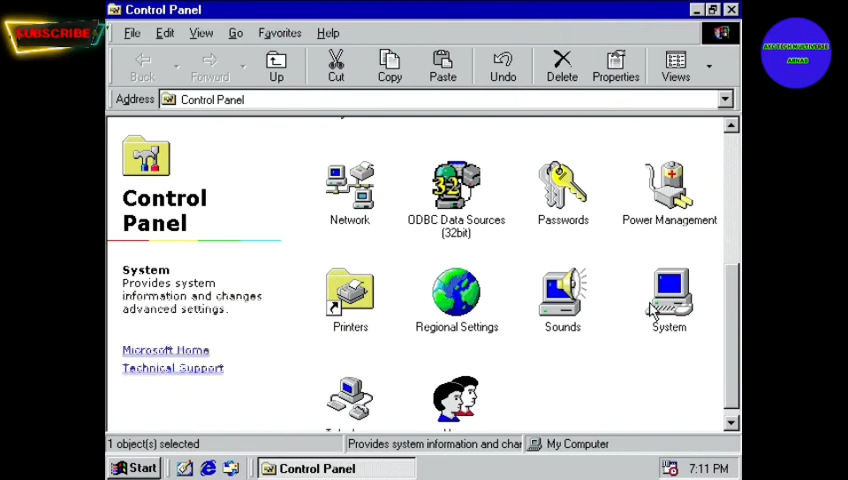 SUBSCRIBE
Control Panel
File Edit View Go Favorites Help
Back Forward Up Cut Copy Paste Undo Delete Properties Views
Address Control Panel
Control
Panel
System
Provides system
information and changes
advanced settings.
Microsoft Home
Technical Support
Network
ODBC Data Sources
(32bit)
32
Passwords
Power Management
Printers
Regional Settings
Sounds
System
1 object(s) selected
Provides system information and char
My Computer
Start
Control Panel
7:11 PM